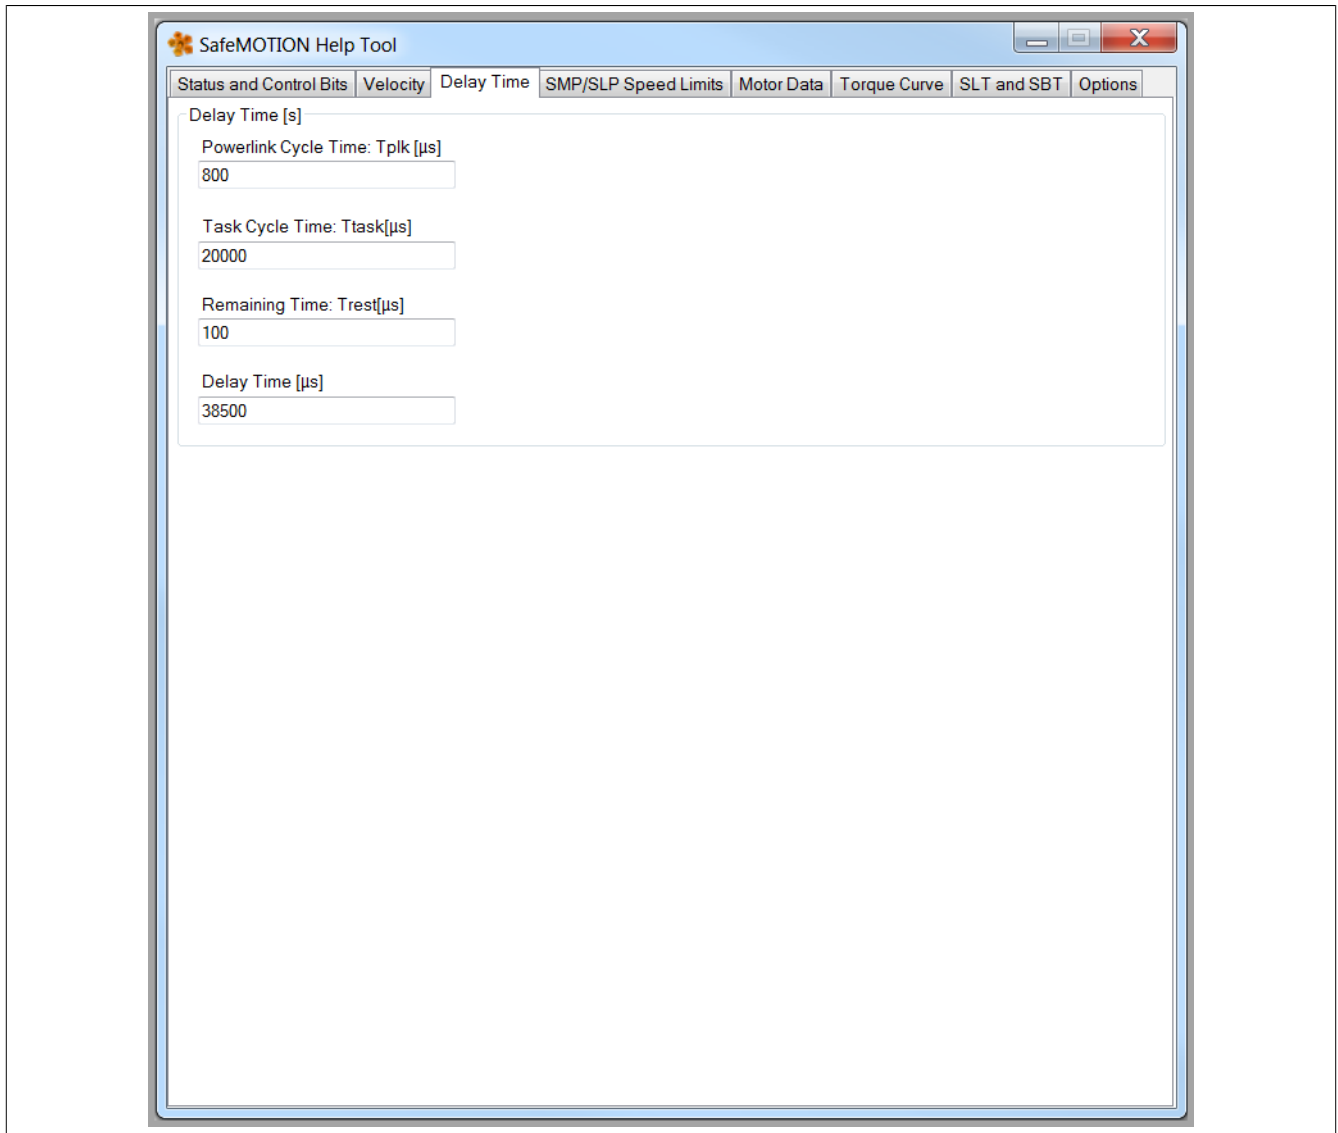 SafeMOTION Help Tool
Status and Control Bits Velocity Delay Time SMP/SLP Speed Limits Motor Data Torque Curve SLT and SBT Options
Delay Time [s]
Powerlink Cycle Time: Tplk [µs]
800
Task Cycle Time: Ttask[µs]
20000
Remaining Time: Trest[µs]
100
Delay Time [µs]
38500